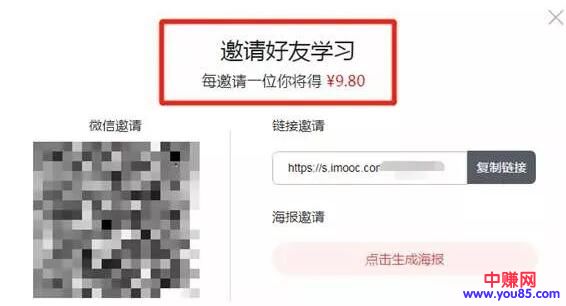 邀请好友学习
每邀请一位你将得 ¥9.80
微信邀请
链接邀请
https://s.imooc.com
复制链接
海报邀请
点击生成海报
中赚网
www.you85.com